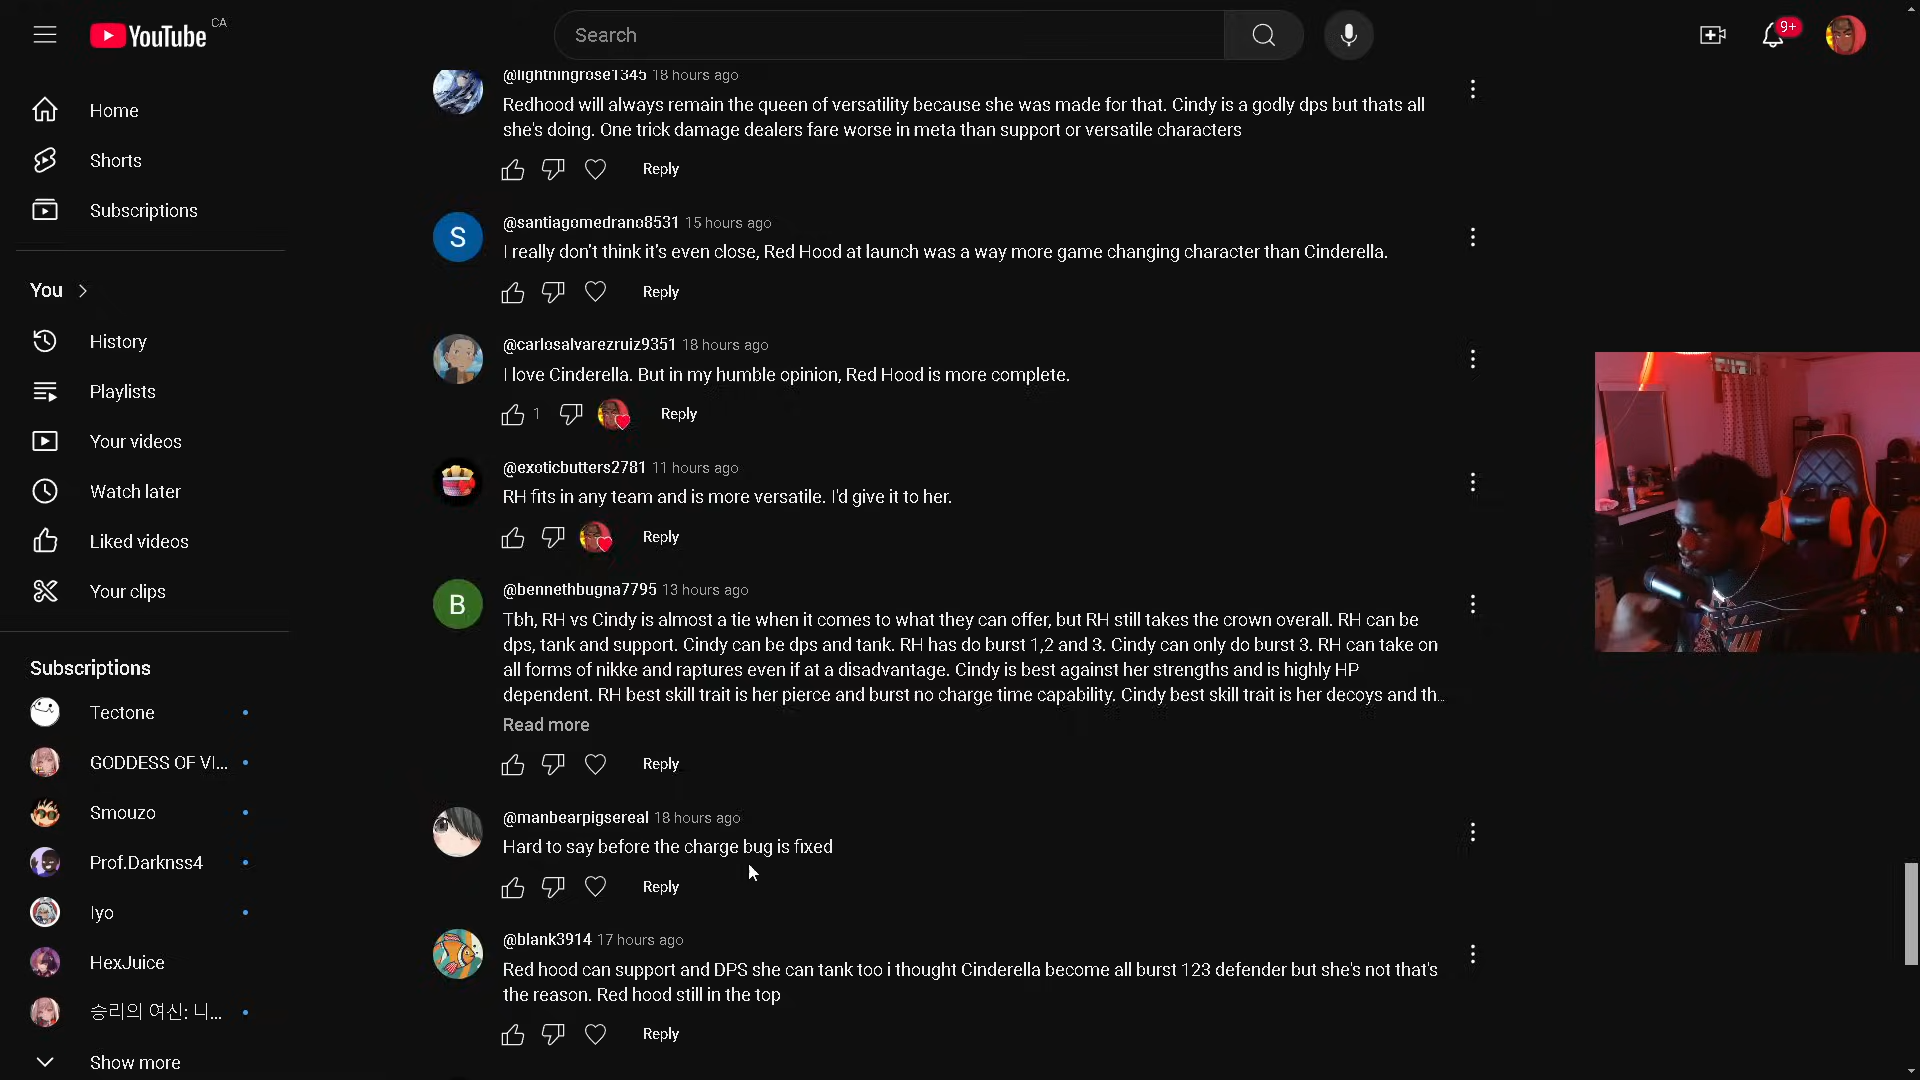 YouTube CA
Search
9+
Home
Shorts
Subscriptions
You
History
Playlists
Your videos
Watch later
Liked videos
Your clips
Subscriptions
Tectone
GODDESS OF VI...
Smouzo
Prof.Darknss4
Iyo
HexJuice
승리의 여신: 니...
Show more
@lightningrose1345 18 hours ago
Redhood will always remain the queen of versatility because she was made for that. Cindy is a godly dps but thats all
she's doing. One trick damage dealers fare worse in meta than support or versatile characters
Reply
S
@santiagomedrano8531 15 hours ago
I really don't think it's even close, Red Hood at launch was a way more game changing character than Cinderella.
Reply
@carlosalvarezruiz9351 18 hours ago
I love Cinderella. But in my humble opinion, Red Hood is more complete.
1 Reply
@exoticbutters2781 11 hours ago
RH fits in any team and is more versatile. I'd give it to her.
Reply
B
@bennethbugna7795 13 hours ago
Tbh, RH vs Cindy is almost a tie when it comes to what they can offer, but RH still takes the crown overall. RH can be
dps, tank and support. Cindy can be dps and tank. RH has do burst 1,2 and 3. Cindy can only do burst 3. RH can take on
all forms of nikke and raptures even if at a disadvantage. Cindy is best against her strengths and is highly HP
dependent. RH best skill trait is her pierce and burst no charge time capability. Cindy best skill trait is her decoys and th...
Read more
Reply
@manbearpigsereal 18 hours ago
Hard to say before the charge bug is fixed
Reply
@blank3914 17 hours ago
Red hood can support and DPS she can tank too i thought Cinderella become all burst 123 defender but she's not that's
the reason. Red hood still in the top
Reply